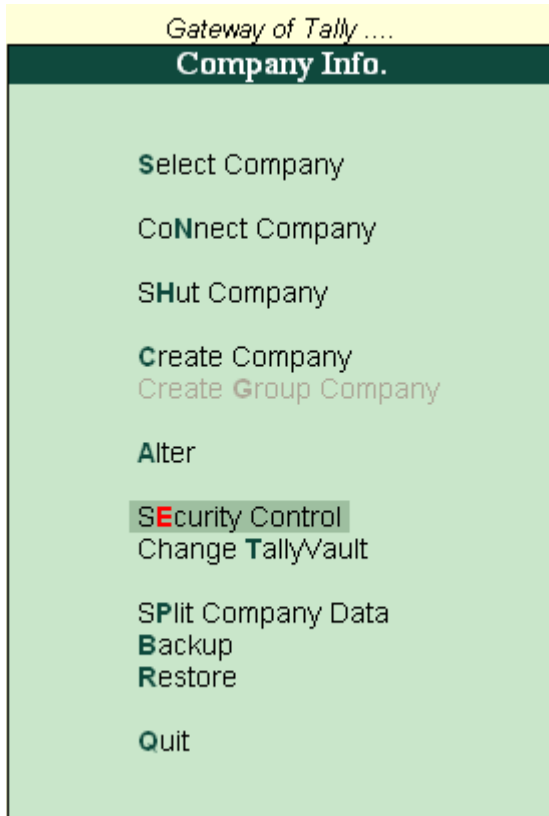 Gateway of Tally ....
Company Info.
Select Company
CoNnect Company
SHut Company
Create Company
Create Group Company
Alter
SEcurity Control
Change TallyVault
SPlit Company Data
Backup
Restore
Quit